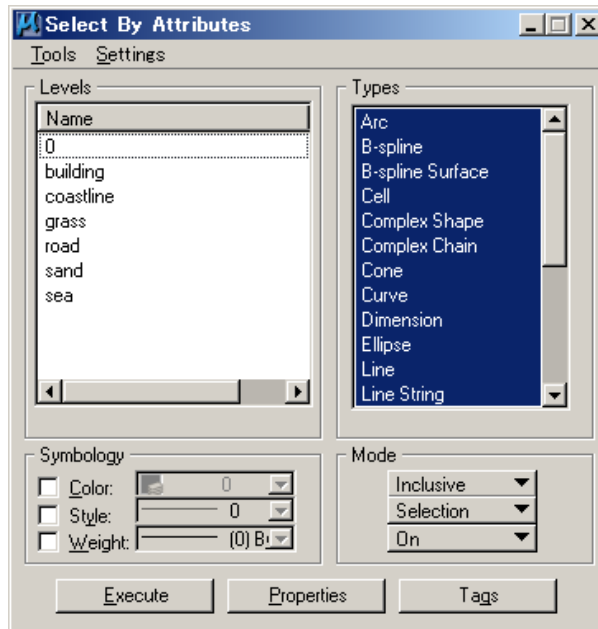 Select By Attributes
Tools Settings
Levels
Name
0
building
coastline
grass
road
sand
sea
Types
Arc
B-spline
B-spline Surface
Cell
Complex Shape
Complex Chain
Cone
Curve
Dimension
Ellipse
Line
Line String
Symbology
Color: 0
Style: 0
Weight: (0)
Mode
Inclusive
Selection
On
Execute Properties Tags